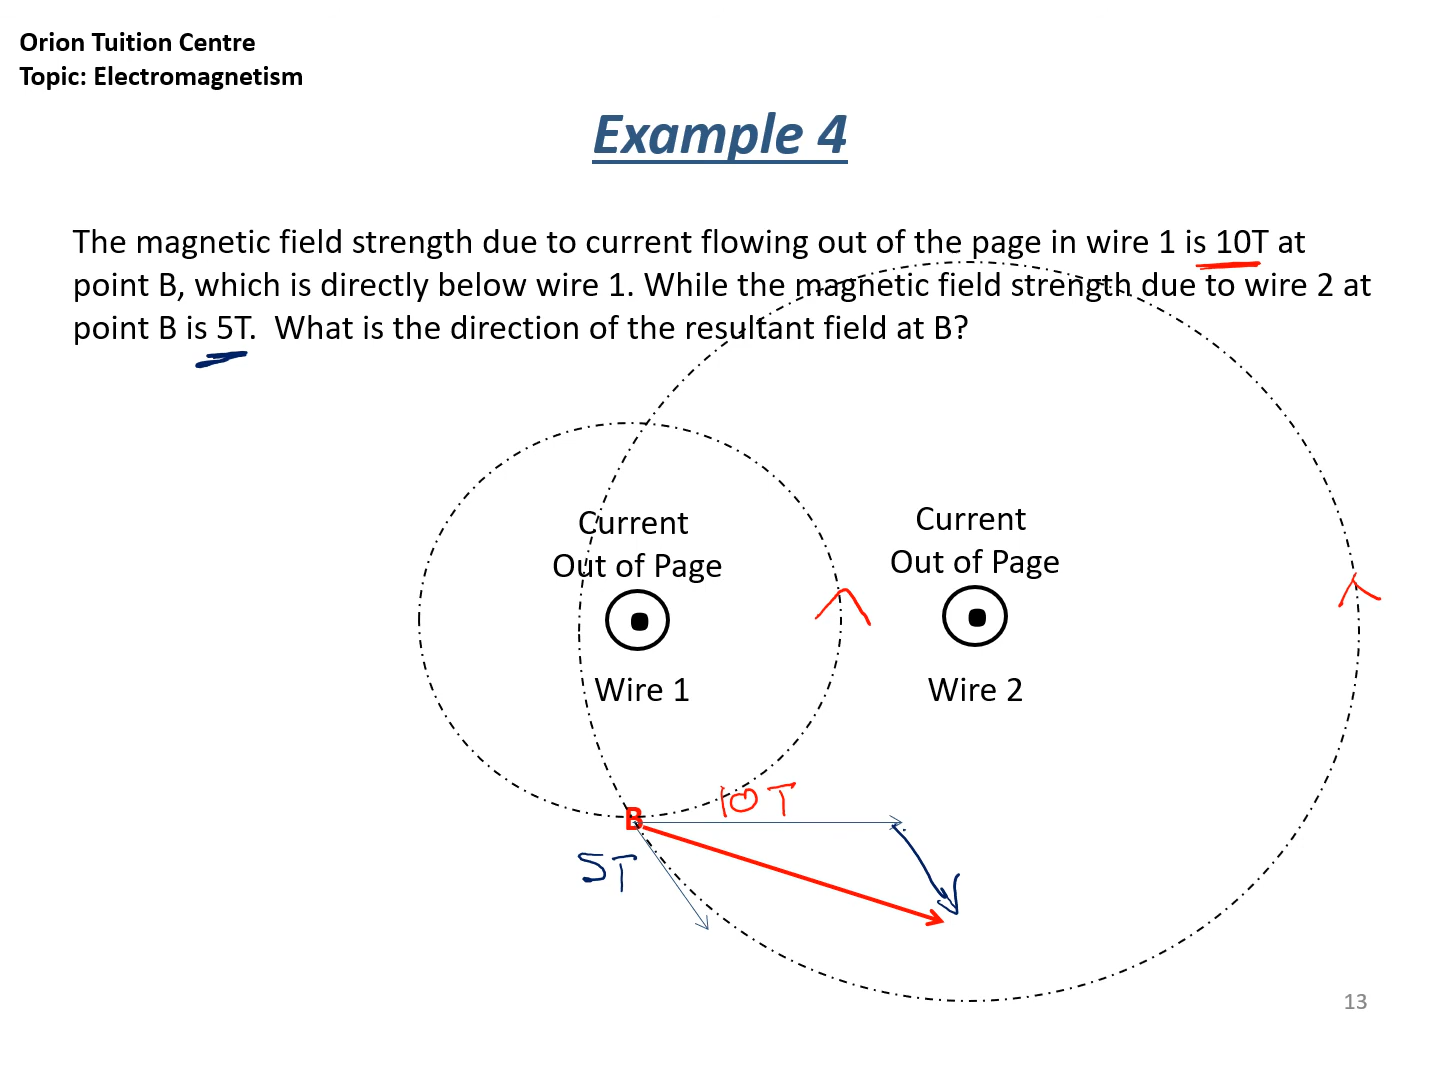 Orion Tuition Centre
Topic: Electromagnetism
Example 4
The magnetic field strength due to current flowing out of the page in wire 1 is 10T at
point B, which is directly below wire 1. While the magnetic field strength due to wire 2 at
point B is 5T. What is the direction of the resultant field at B?
Current
Out of Page
Wire 1
Current
Out of Page
Wire 2
B
10T
5T
13